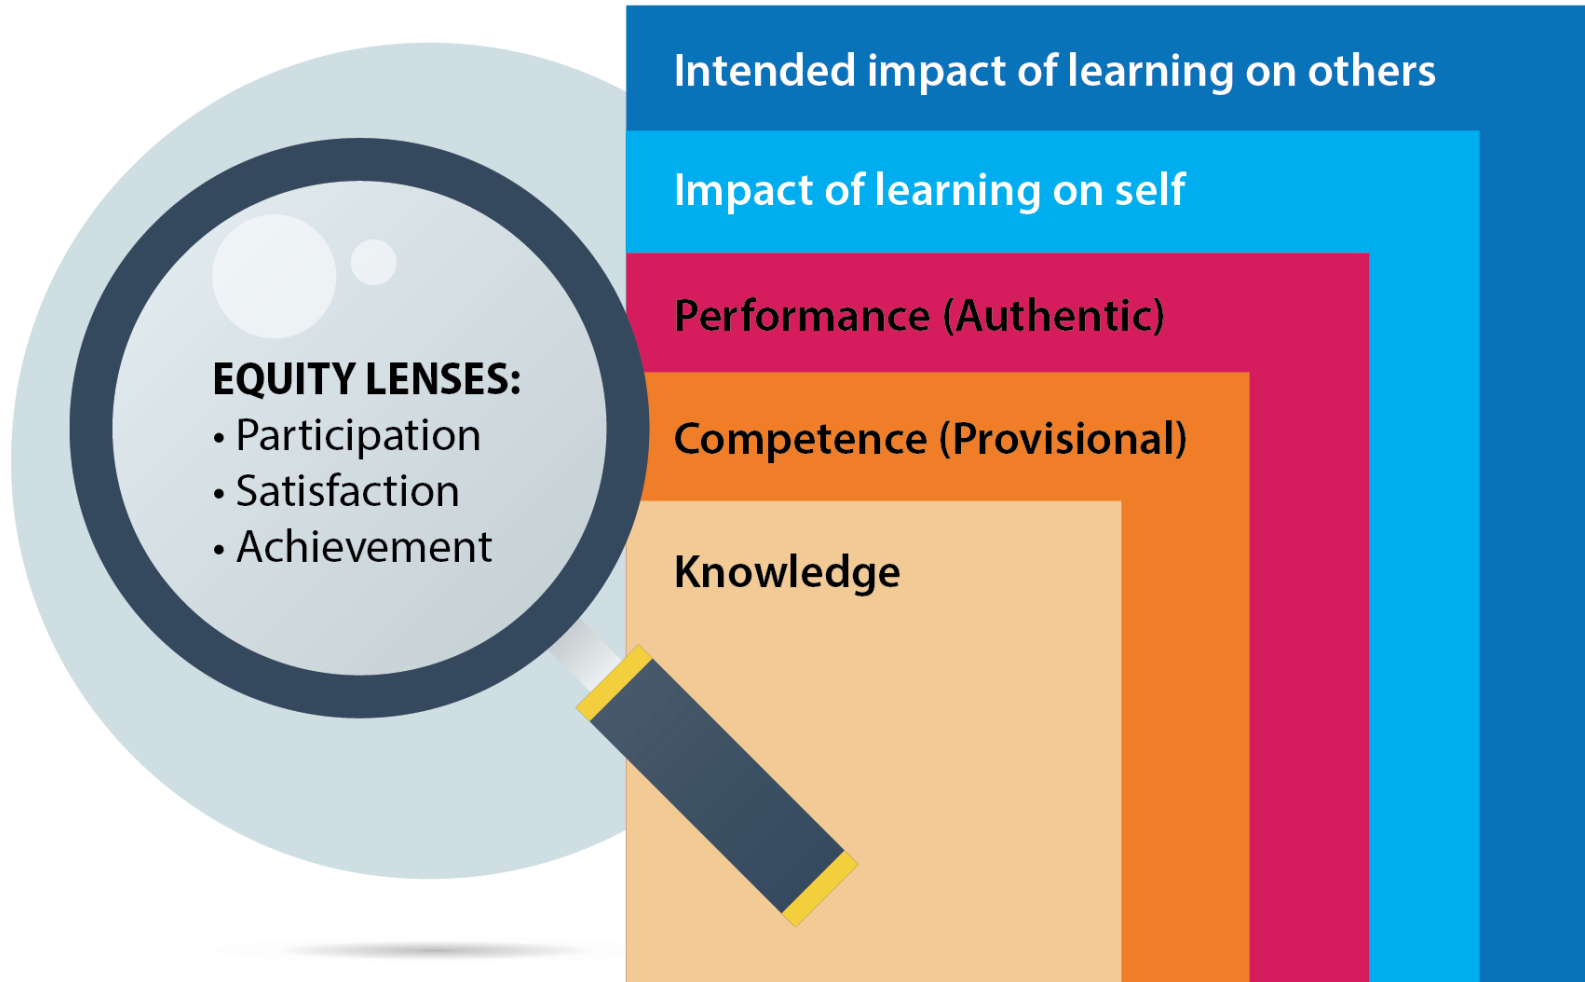 EQUITY LENSES:
• Participation
• Satisfaction
• Achievement
Intended impact of learning on others
Impact of learning on self
Performance (Authentic)
Competence (Provisional)
Knowledge